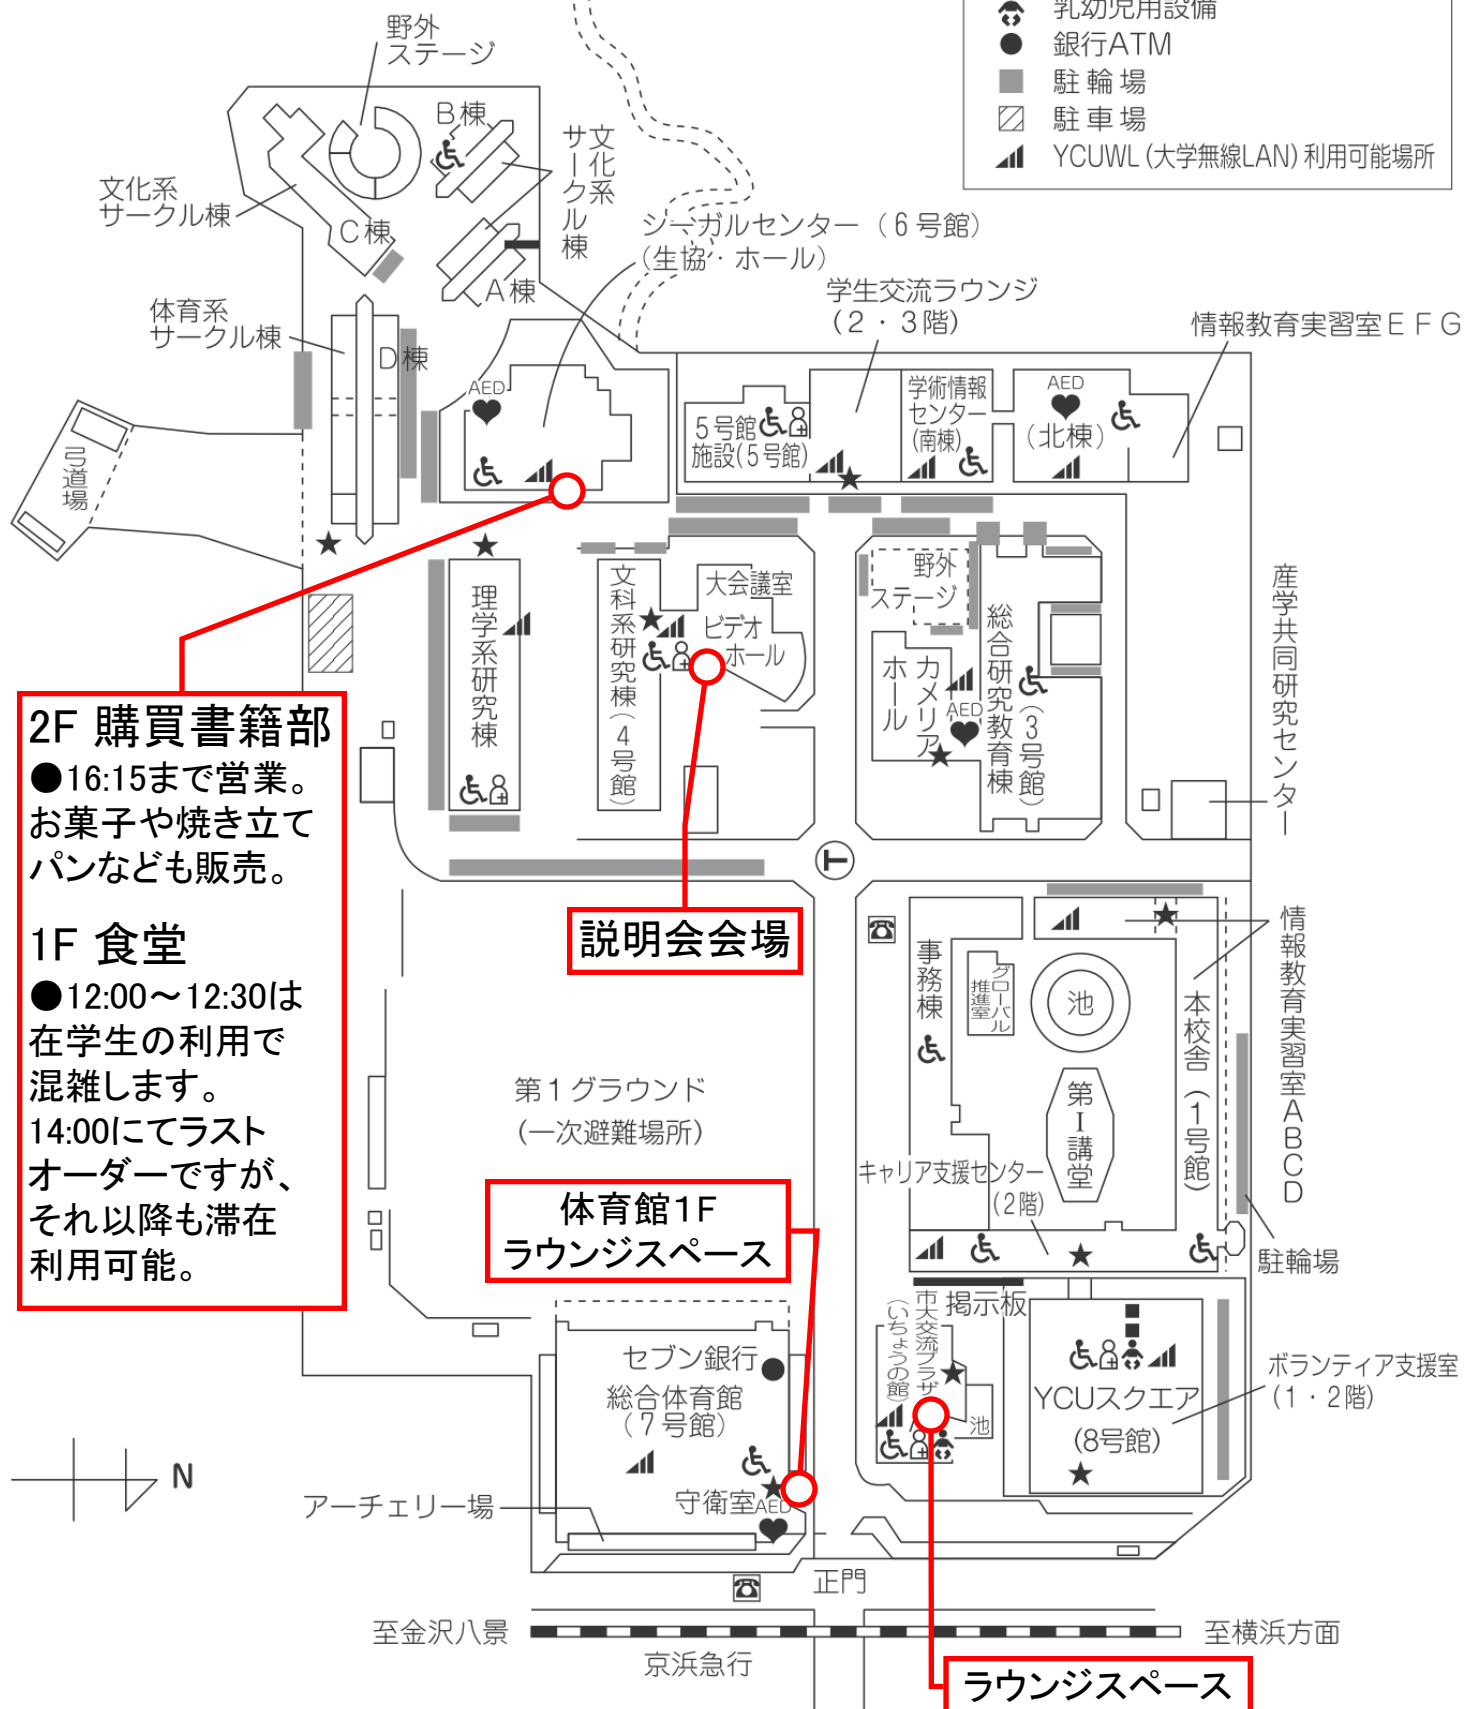 乳幼児用設備
銀行ATM
駐輪場
駐車場
YCUWL (大学無線LAN) 利用可能場所
野外
ステージ
B棟
文化系
サークル棟
文化系
サークル棟
C棟
A棟
シーガルセンター（６号館）
（生協・ホール）
学生交流ラウンジ
（２・３階）
情報教育実習室ＥＦＧ
体育系
サークル棟
D棟
AED
5号館
施設(5号館)
学術情報
センター
(南棟)
AED
(北棟)
弓道場
理学系研究棟
文科系研究棟(4号館)
大会議室
ビデオ
ホール
野外
ステージ
カメリア
ホール
AED
総合研究教育棟(3号館)
産学共同研究センター
2F 購買書籍部
●16:15まで営業。
お菓子や焼き立て
パンなども販売。
1F 食堂
●12:00～12:30は
在学生の利用で
混雑します。
14:00にてラスト
オーダーですが、
それ以降も滞在
利用可能。
説明会会場
事務棟
グローバル
推進室
池
本校舎(1号館)
情報教育実習室ABCD
第I講堂
第１グラウンド
(一次避難場所)
キャリア支援センター
(2階)
駐輪場
体育館1F
ラウンジスペース
掲示板
市大交流プラザ
(いちょうの館)
池
セブン銀行
総合体育館
(7号館)
守衛室
AED
アーチェリー場
YCUスクエア
(8号館)
ボランティア支援室
(1・2階)
N
正門
至金沢八景
至横浜方面
京浜急行
ラウンジスペース